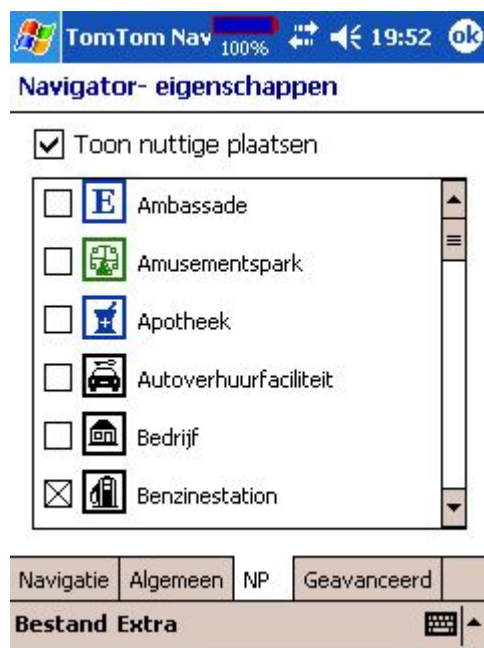 TomTom Nav 100% 19:52 ok
Navigator- eigenschappen
Toon nuttige plaatsen
E Ambassade
Amusementspark
Apotheek
Autoverhuurfaciliteit
Bedrijf
Benzinestation
Navigatie Algemeen NP Geavanceerd
Bestand Extra